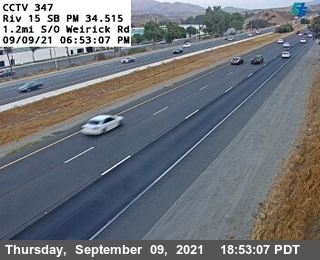 CCTV 347
Riv 15 SB PM 34.515
1.2mi S/O Weirick Rd
09/09/21 06:53:07 PM
Thursday, September 09, 2021 18:53:07 PDT